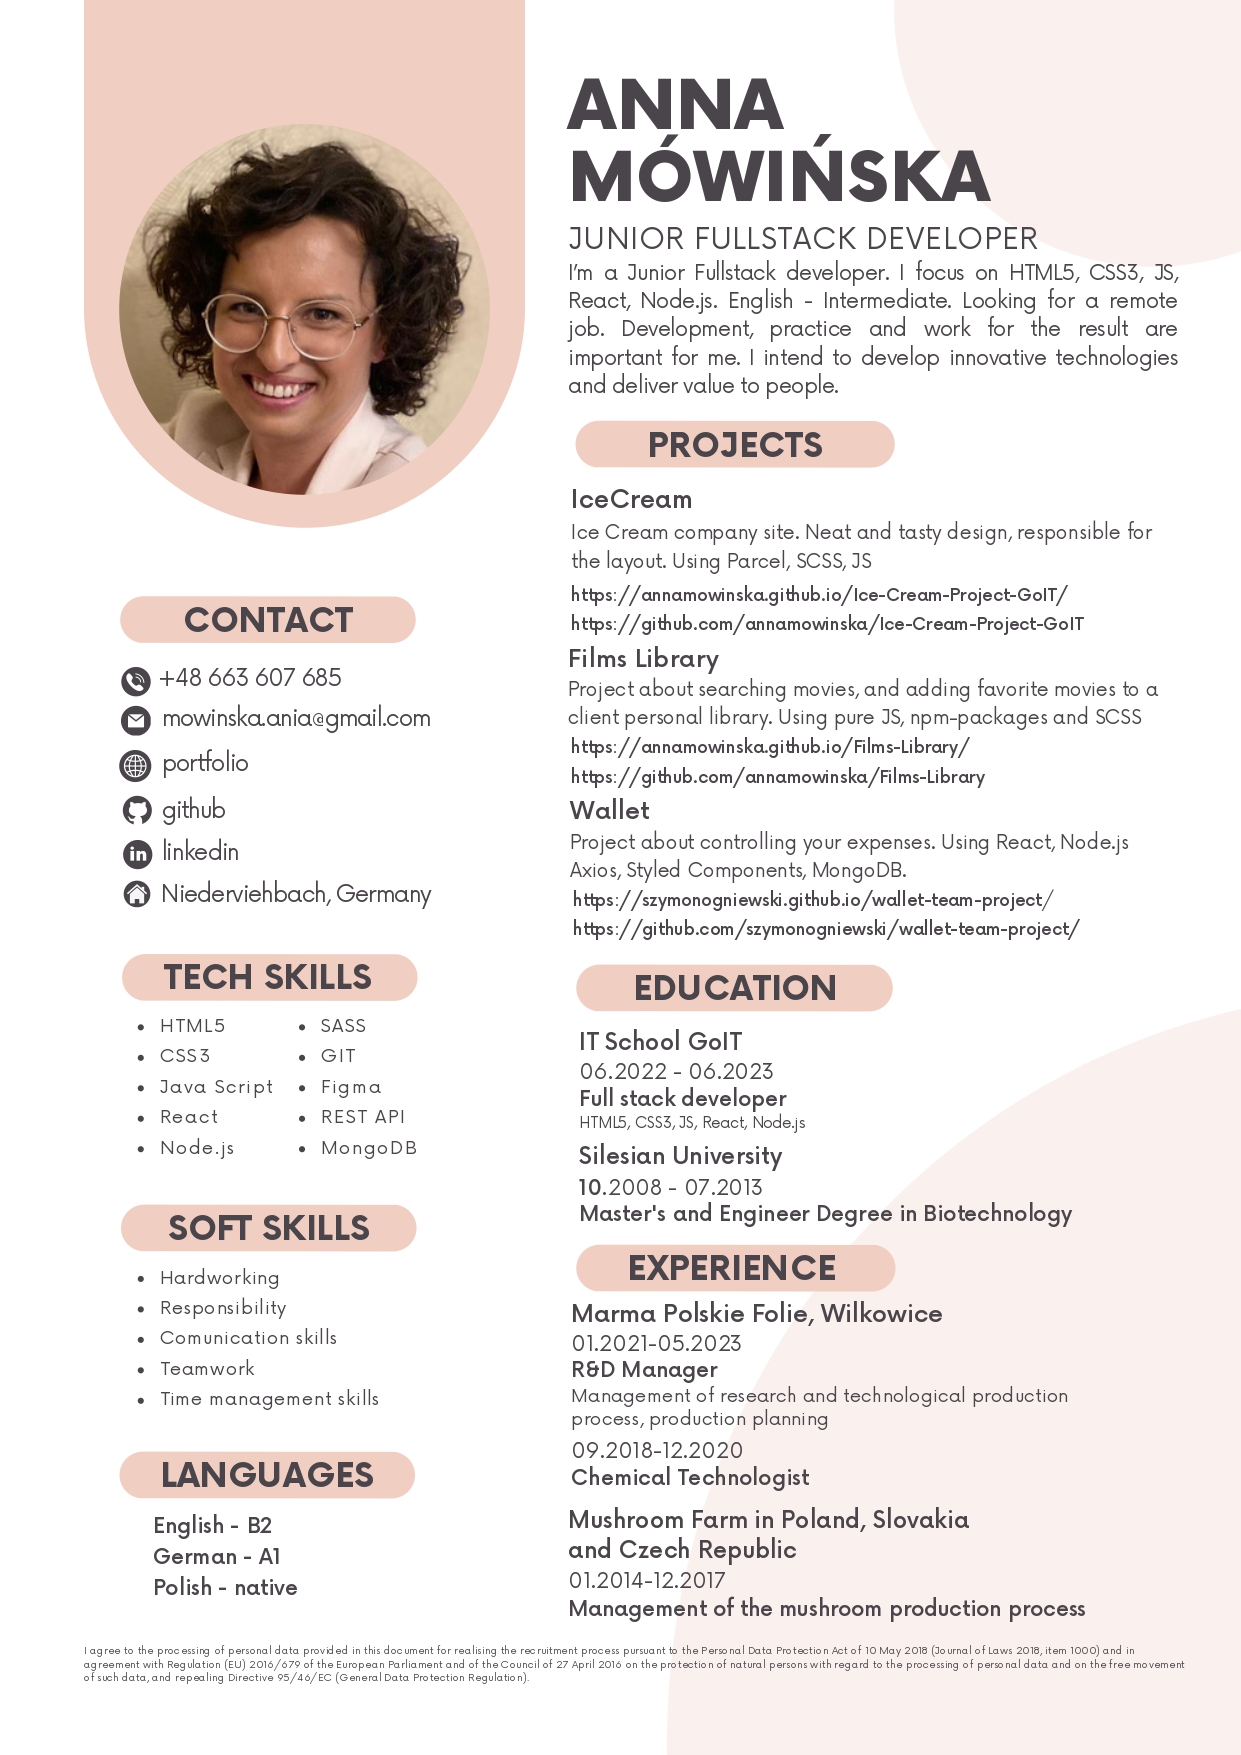 ANNA
MÓWIŃSKA
JUNIOR FULLSTACK DEVELOPER
I'm a Junior Fullstack developer. I focus on HTML5, CSS3, JS,
React, Node.js. English - Intermediate. Looking for a remote
job. Development, practice and work for the result are
important for me. I intend to develop innovative technologies
and deliver value to people.
CONTACT
+48 663 607 685
mowinska.ania@gmail.com
portfolio
github
linkedin
Niederviehbach, Germany
TECH SKILLS
• HTML5
• CSS3
• Java Script
• React
• Node.js
• SASS
• GIT
• Figma
• REST API
• MongoDB
SOFT SKILLS
• Hardworking
• Responsibility
• Comunication skills
• Teamwork
• Time management skills
LANGUAGES
English - B2
German - A1
Polish - native
PROJECTS
IceCream
Ice Cream company site. Neat and tasty design, responsible for
the layout. Using Parcel, SCSS, JS
https://annamowinska.github.io/Ice-Cream-Project-GoIT/
https://github.com/annamowinska/Ice-Cream-Project-GoIT
Films Library
Project about searching movies, and adding favorite movies to a
client personal library. Using pure JS, npm-packages and SCSS
https://annamowinska.github.io/Films-Library/
https://github.com/annamowinska/Films-Library
Wallet
Project about controlling your expenses. Using React, Node.js
Axios, Styled Components, MongoDB.
https://szymonogniewski.github.io/wallet-team-project/
https://github.com/szymonogniewski/wallet-team-project/
EDUCATION
IT School GoIT
06.2022 - 06.2023
Full stack developer
HTML5, CSS3, JS, React, Node.js
Silesian University
10.2008 - 07.2013
Master's and Engineer Degree in Biotechnology
EXPERIENCE
Marma Polskie Folie, Wilkowice
01.2021-05.2023
R&D Manager
Management of research and technological production
process, production planning
09.2018-12.2020
Chemical Technologist
Mushroom Farm in Poland, Slovakia
and Czech Republic
01.2014-12.2017
Management of the mushroom production process
I agree to the processing of personal data provided in this document for realising the recruitment process pursuant to the Personal Data Protection Act of 10 May 2018 (Journal of Laws 2018, item 1000) and in
agreement with Regulation (EU) 2016/679 of the European Parliament and of the Council of 27 April 2016 on the protection of natural persons with regard to the processing of personal data and on the free movement
of such data, and repealing Directive 95/46/EC (General Data Protection Regulation).